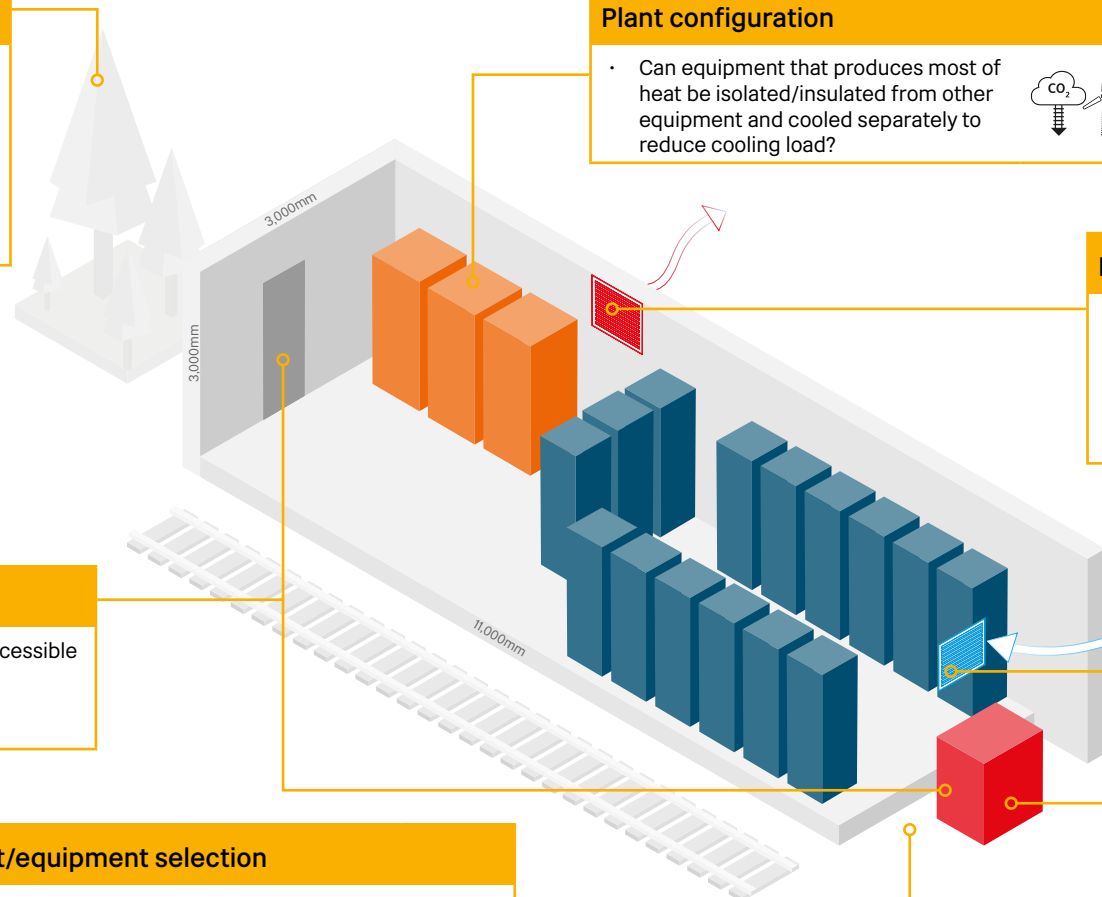 Plant configuration
· Can equipment that produces most of
heat be isolated/insulated from other
equipment and cooled separately to
reduce cooling load?
CO₂
3,000mm
3,000mm
11,000mm
cessible
t/equipment selection